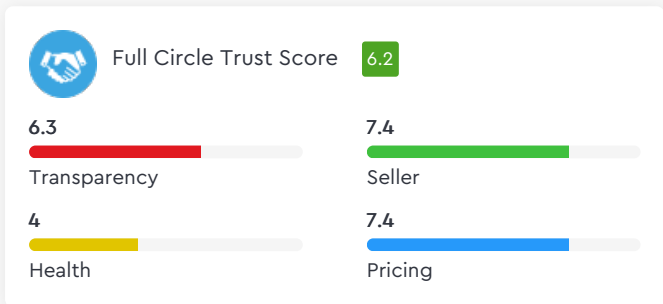 Full Circle Trust Score 6.2
6.3
Transparency
7.4
Seller
4
Health
7.4
Pricing